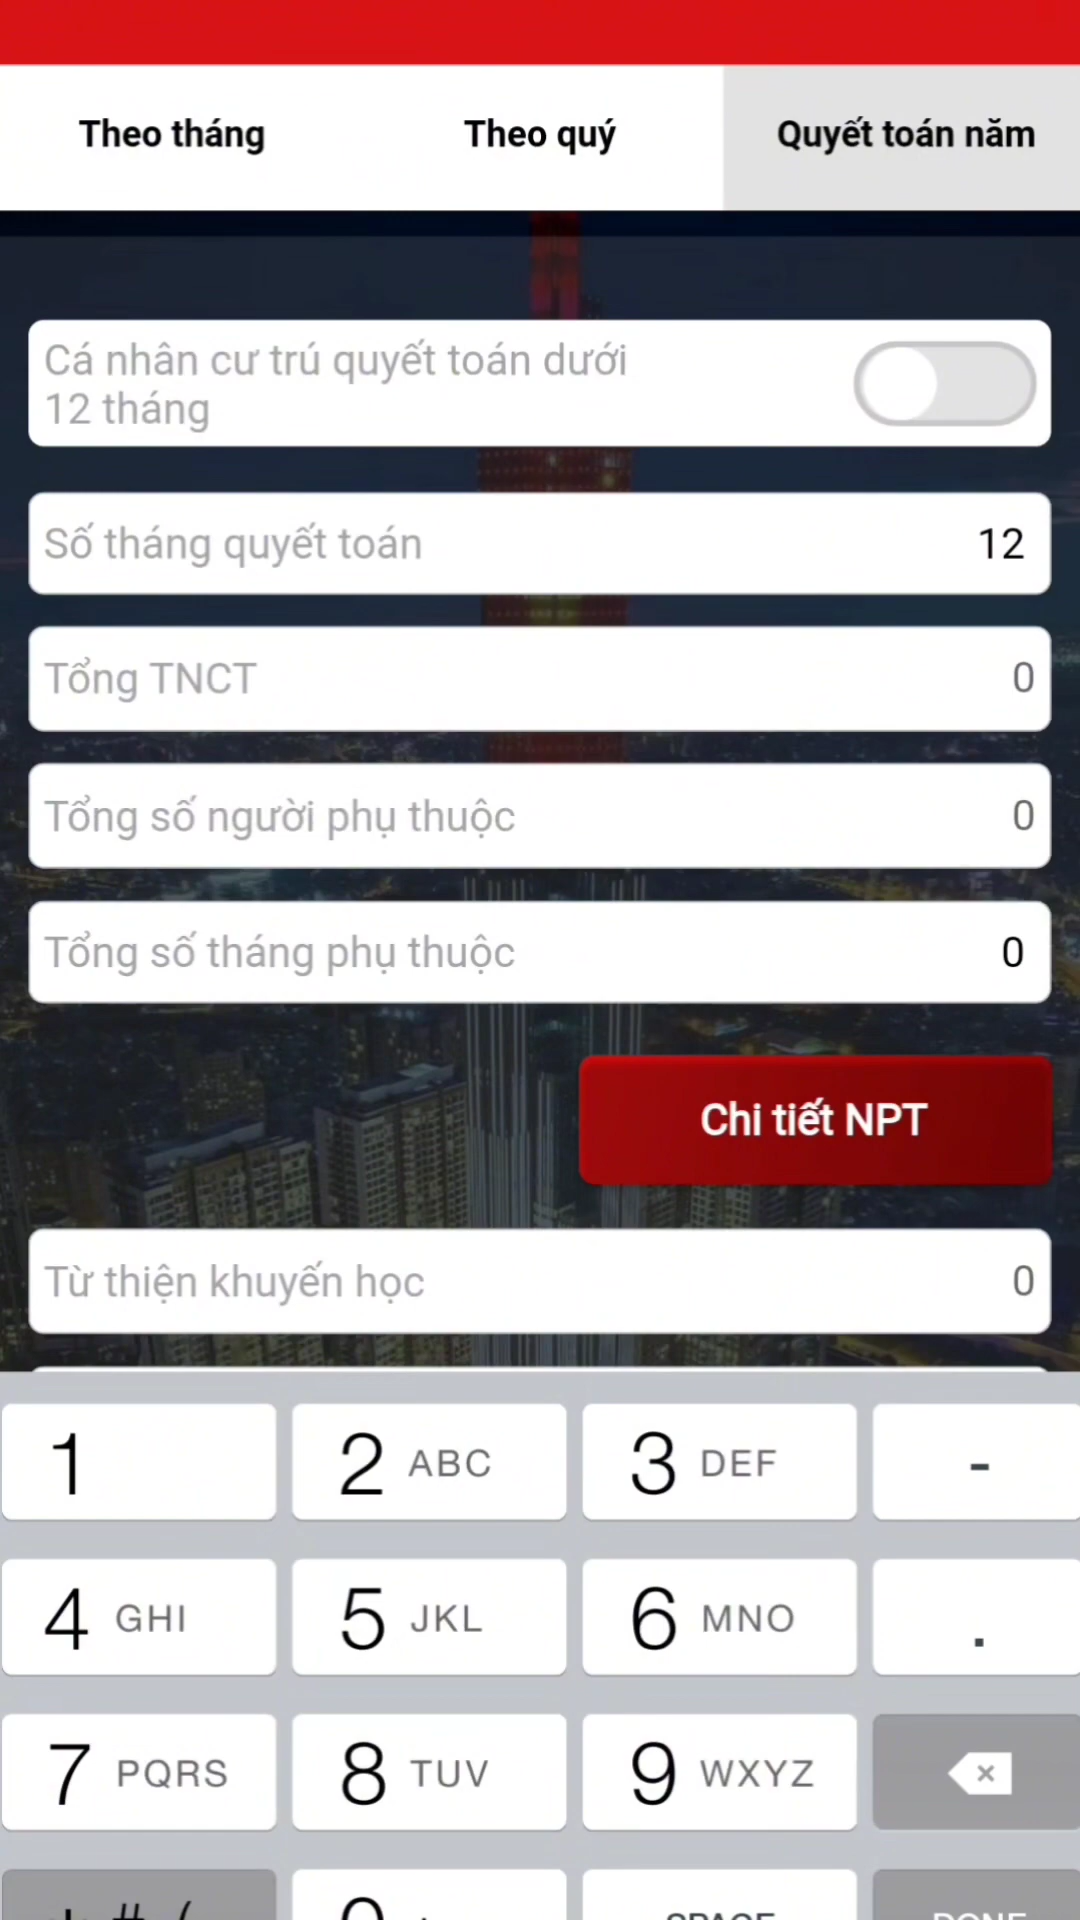 Theo tháng Theo quý Quyết toán năm
Cá nhân cư trú quyết toán dưới
12 tháng
Số tháng quyết toán 12
Tổng TNCT 0
Tổng số người phụ thuộc 0
Tổng số tháng phụ thuộc 0
Chi tiết NPT
Từ thiện khuyến học 0
1 2 ABC 3 DEF -
4 GHI 5 JKL 6 MNO .
7 PQRS 8 TUV 9 WXYZ
SPACE DONE